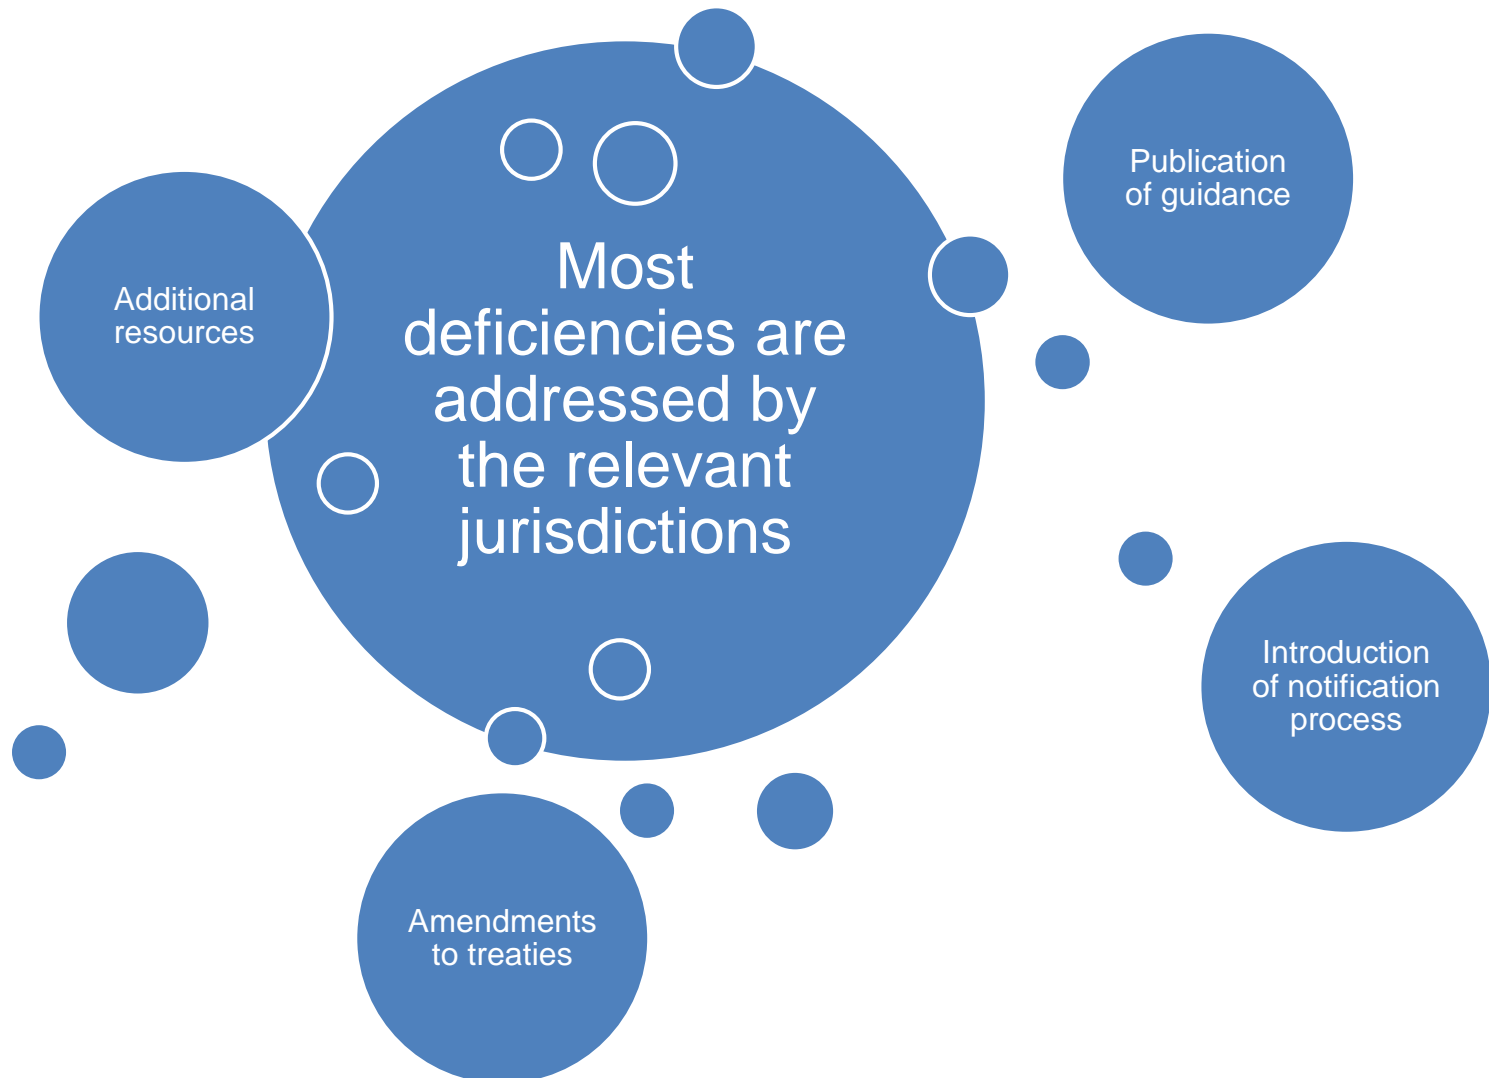 Most
deficiencies are
addressed by
the relevant
jurisdictions
Additional
resources
Publication
of guidance
Introduction
of notification
process
Amendments
to treaties